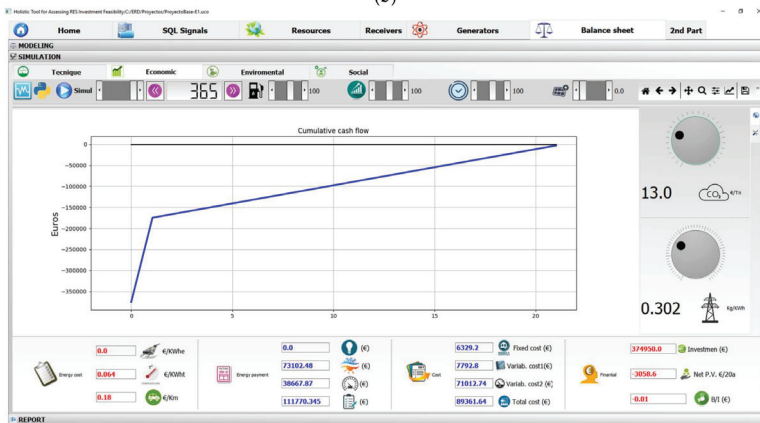 Holistic Tool for Assessing RES Investment Feasibility:C:/ERD/Proyectos/ProyectoBase-E1.uco
Home SQL Signals Resources Receivers Generators Balance sheet 2nd Part
MODELING
SIMULATION
Tecnique Economic Enviromental Social
Simul 365 100 100 100 0.0
Cumulative cash flow
Euros
0
−50000
−100000
−150000
−200000
−250000
−300000
−350000
0 5 10 15 20
13.0 CO2 €/Tn
0.302 Kg/KWh
Energy cost
0.0 €/KWhe
0.064 €/KWht
0.18 €/Km
Energy payment
0.0 (€)
73102.48 (€)
38667.87 (€)
111770.345 (€)
Cost
6329.2 Fixed cost (€)
7792.8 Variab. cost1(€)
71012.74 Variab. cost2 (€)
89361.64 Total cost (€)
Finantial
374950.0 Investmen (€)
-3058.6 Net P.V. €/20a
-0.01 B/I (€)
REPORT